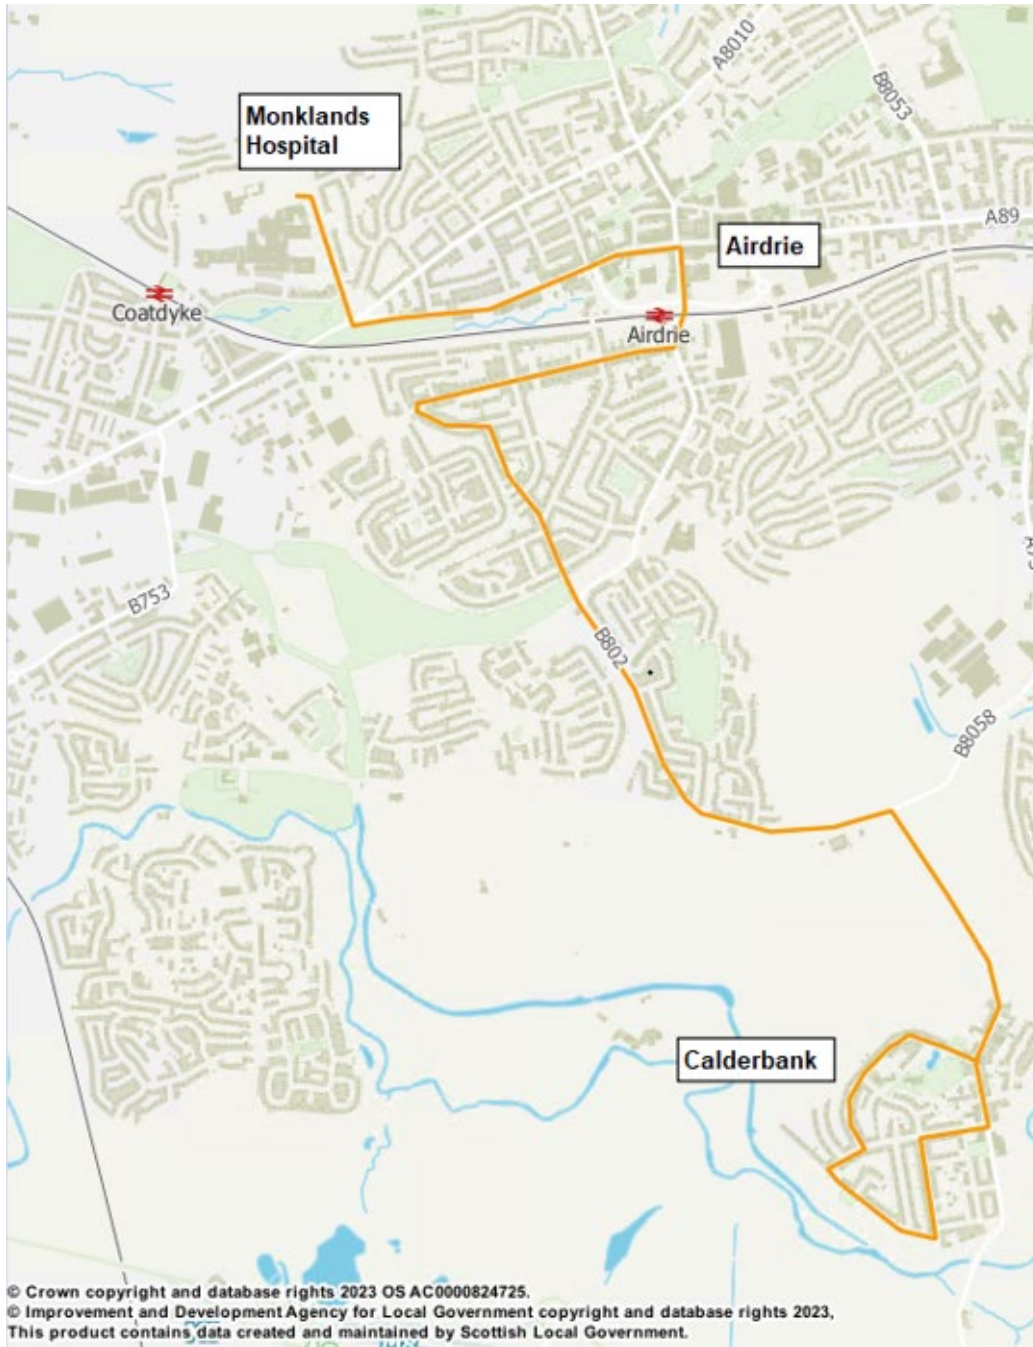 A8010
B8053
Monklands
Hospital
A89
Airdrie
Coatdyke
Airdrie
B753
B802
B8058
Calderbank
© Crown copyright and database rights 2023 OS AC0000824725.
© Improvement and Development Agency for Local Government copyright and database rights 2023,
This product contains data created and maintained by Scottish Local Government.